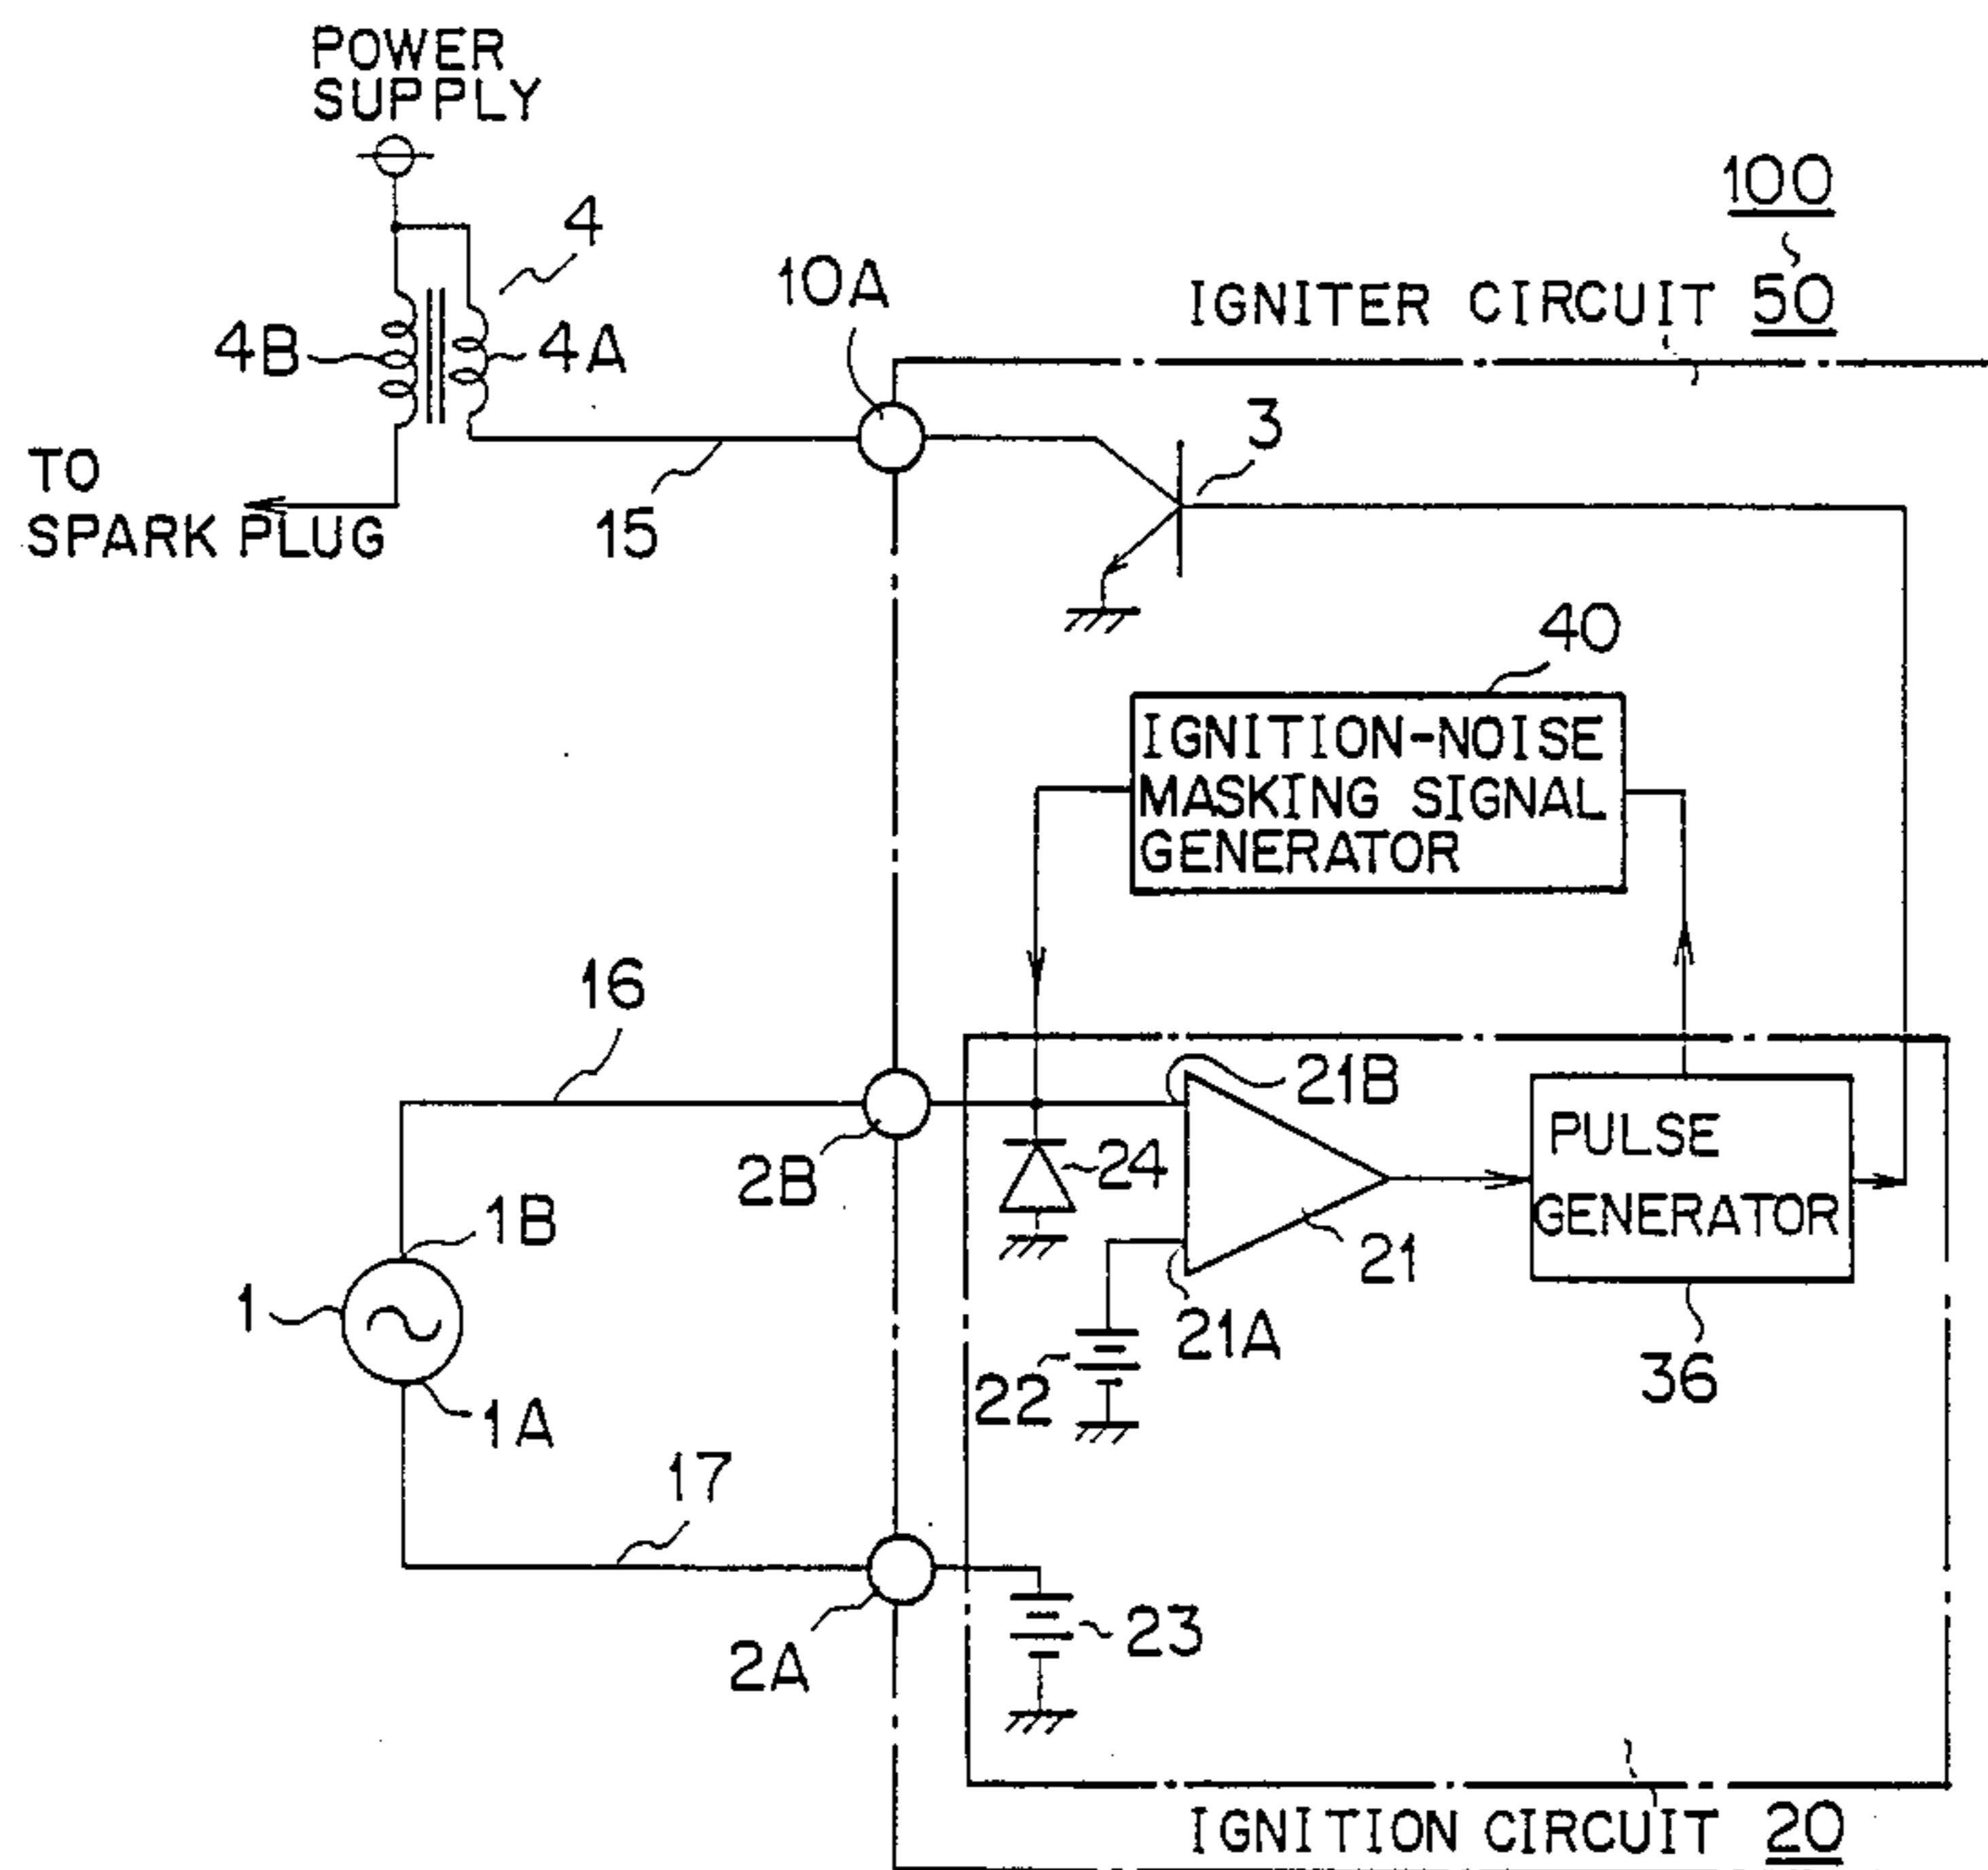 POWER
SUPPLY
100
4
10A
IGNITER CIRCUIT 50
4B
4A
3
TO
SPARK PLUG
15
40
IGNITION-NOISE
MASKING SIGNAL
GENERATOR
16
21B
2B
24
PULSE
GENERATOR
1B
21
1
21A
22
36
1A
17
23
2A
IGNITION CIRCUIT 20